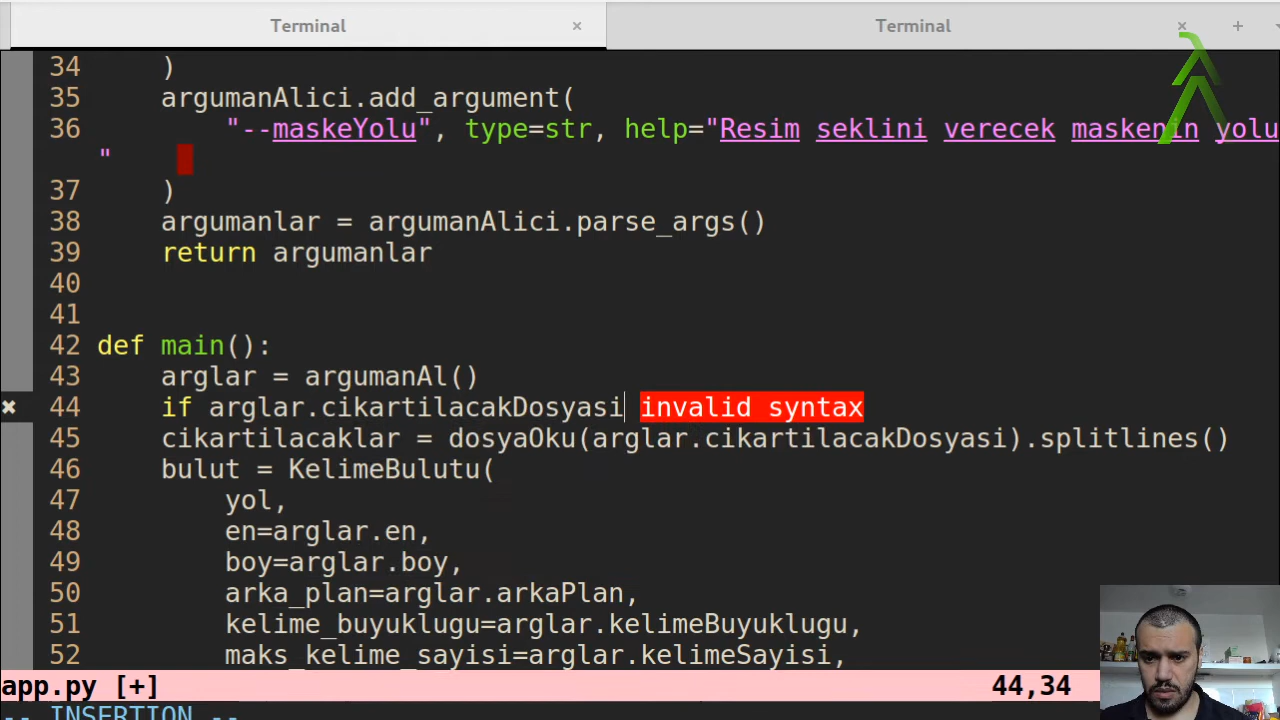 Terminal × Terminal × +
34 )
35 argumanAlici.add_argument(
36 "--maskeYolu", type=str, help="Resim seklini verecek maskenin yolu
"
37 )
38 argumanlar = argumanAlici.parse_args()
39 return argumanlar
40
41
42 def main():
43 arglar = argumanAl()
✖ 44 if arglar.cikartilacakDosyasi invalid syntax
45 cikartilacaklar = dosyaOku(arglar.cikartilacakDosyasi).splitlines()
46 bulut = KelimeBulutu(
47 yol,
48 en=arglar.en,
49 boy=arglar.boy,
50 arka_plan=arglar.arkaPlan,
51 kelime_buyuklugu=arglar.kelimeBuyuklugu,
52 maks_kelime_sayisi=arglar.kelimeSayisi,
app.py [+] 44,34
-- INSERTION --